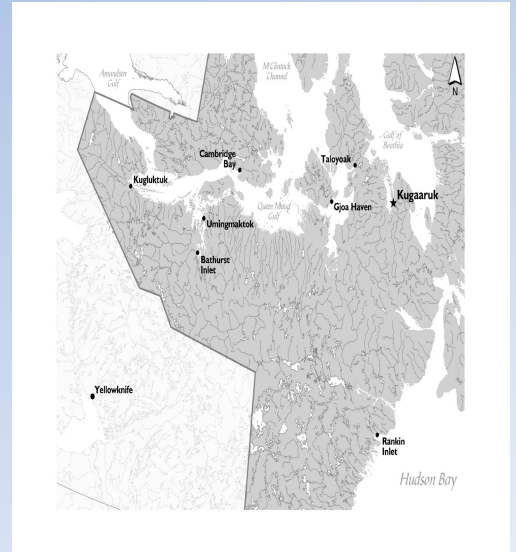 Amundsen
Gulf
M'Clintock
Channel
N
Gulf of
Boothia
Cambridge
Bay
Taloyoak
Kugluktuk
Kugaaruk
Queen Maud
Gulf
Gjoa Haven
Umingmaktok
Bathurst
Inlet
Yellowknife
Rankin
Inlet
Hudson Bay